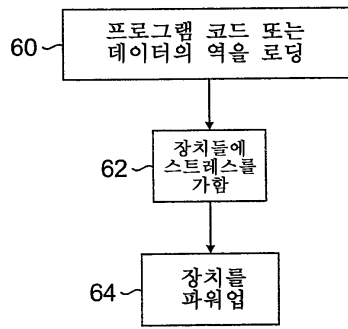 프로그램 코드 또는
데이터의 역을 로딩
60
장치들에
스트레스를
가함
62
장치를
파워업
64